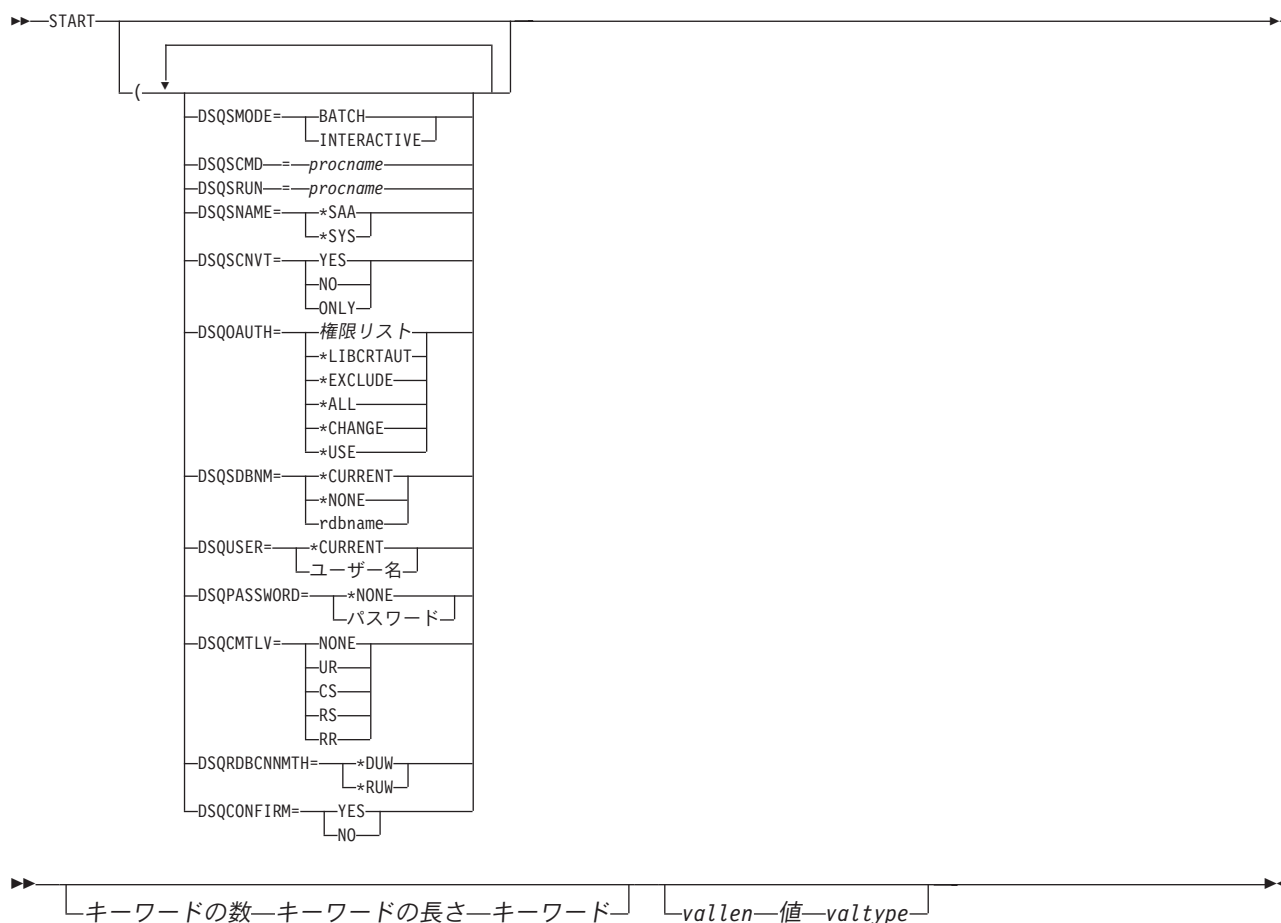 START
(
DSQSMODE= BATCH
INTERACTIVE
DSQSCMD = procname
DSQSRUN = procname
DSQSNAME= *SAA
*SYS
DSQSCNVT= YES
NO
ONLY
DSQOAUTH= 権限リスト
*LIBCRTAUT
*EXCLUDE
*ALL
*CHANGE
*USE
DSQSDBNM= *CURRENT
*NONE
rdbname
DSQUSER= *CURRENT
ユーザー名
DSQPASSWORD= *NONE
パスワード
DSQCMTLV= NONE
UR
CS
RS
RR
DSQRDBCNNMTH= *DUW
*RUW
DSQCONFIRM= YES
NO
キーワードの数 キーワードの長さ キーワード vallen 値 valtype